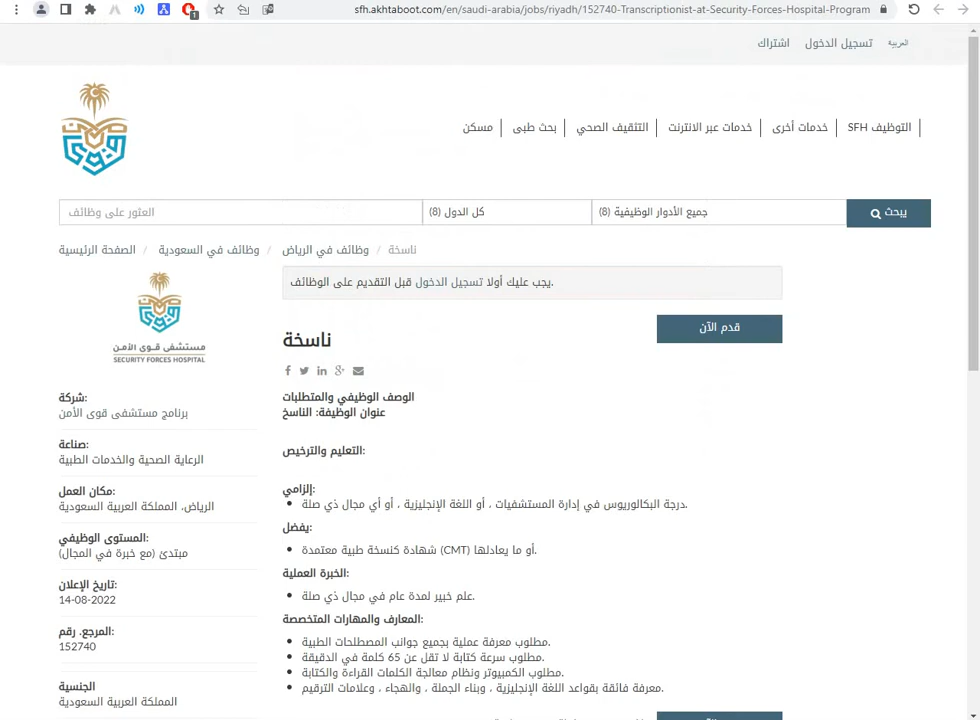 sfh.akhtaboot.com/en/saudi-arabia/jobs/riyadh/152740-Transcriptionist-at-Security-Forces-Hospital-Program
العربية تسجيل الدخول اشتراك
التوظيف SFH
خدمات أخرى
خدمات عبر الانترنت
التثقيف الصحي
بحث طبى
مسكن
العثور على وظائف
كل الدول (8)
جميع الأدوار الوظيفية (8)
يبحث
الصفحة الرئيسية / وظائف في السعودية / وظائف في الرياض / ناسخة
مستشفى قوى الأمن
SECURITY FORCES HOSPITAL
يجب عليك أولا تسجيل الدخول قبل التقديم على الوظائف.
قدم الآن
ناسخة
الوصف الوظيفي والمتطلبات
عنوان الوظيفة: الناسخ
التعليم والترخيص:
إلزامي:
درجة البكالوريوس في إدارة المستشفيات ، أو اللغة الإنجليزية ، أو أي مجال ذي صلة.
يفضل:
أو ما يعادلها (CMT) شهادة كنسخة طبية معتمدة.
الخبرة العملية:
علم خبير لمدة عام في مجال ذي صلة.
المعارف والمهارات المتخصصة:
مطلوب معرفة عملية بجميع جوانب المصطلحات الطبية.
مطلوب سرعة كتابة لا تقل عن 65 كلمة في الدقيقة.
مطلوب الكمبيوتر ونظام معالجة الكلمات القراءة والكتابة.
معرفة فائقة بقواعد اللغة الإنجليزية ، وبناء الجملة ، والهجاء ، وعلامات الترقيم.
شركة:
برنامج مستشفى قوى الأمن
صناعة:
الرعاية الصحية والخدمات الطبية
مكان العمل:
الرياض، المملكة العربية السعودية
المستوى الوظيفي:
مبتدئ (مع خبرة في المجال)
تاريخ الإعلان:
14-08-2022
المرجع. رقم:
152740
الجنسية
المملكة العربية السعودية